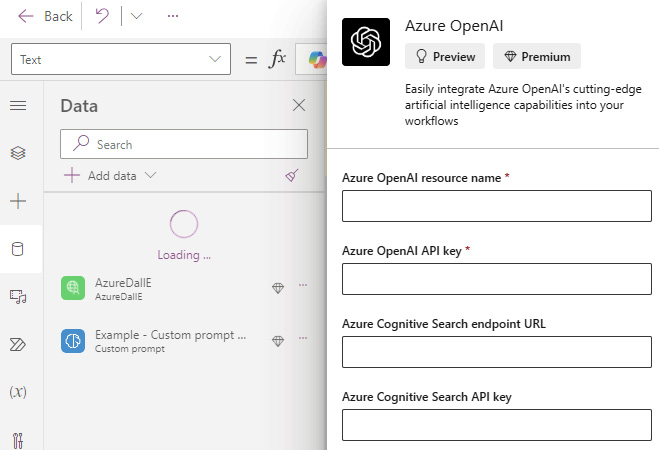 Back
...
Text
= fx
Data
Search
Add data
Loading ...
AzureDallE
AzureDallE
...
Example - Custom prompt ...
Custom prompt
...
(x)
Azure OpenAI
Preview
Premium
Easily integrate Azure OpenAI's cutting-edge
artificial intelligence capabilities into your
workflows
Azure OpenAI resource name *
Azure OpenAI API key *
Azure Cognitive Search endpoint URL
Azure Cognitive Search API key